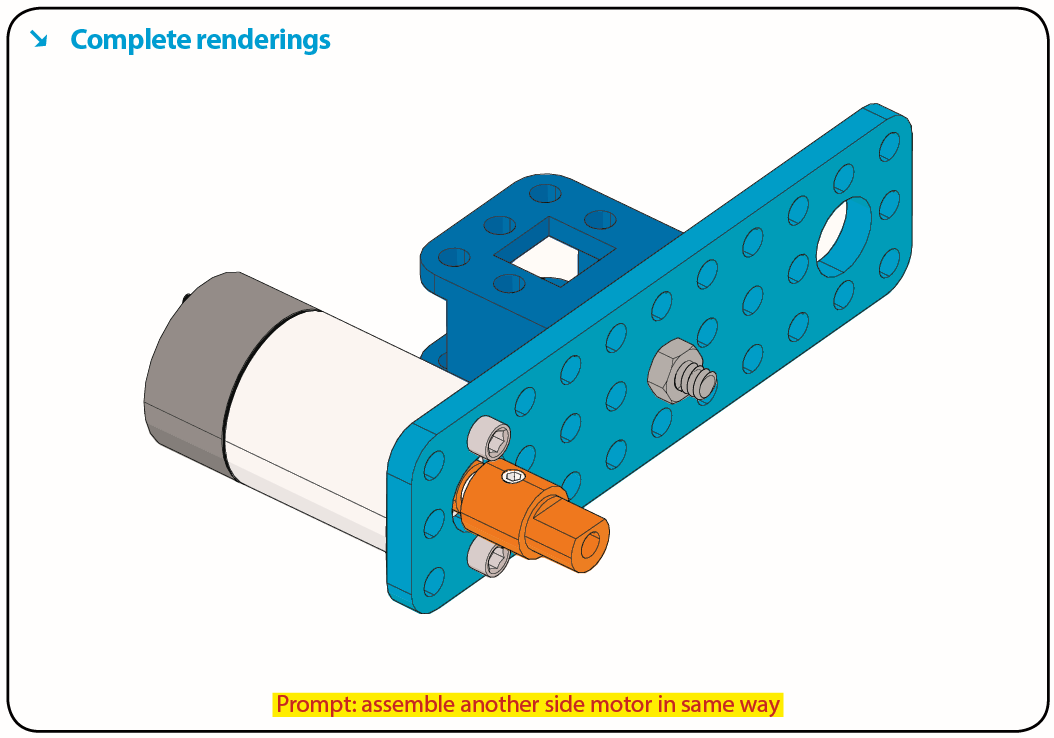 Complete renderings
Prompt: assemble another side motor in same way